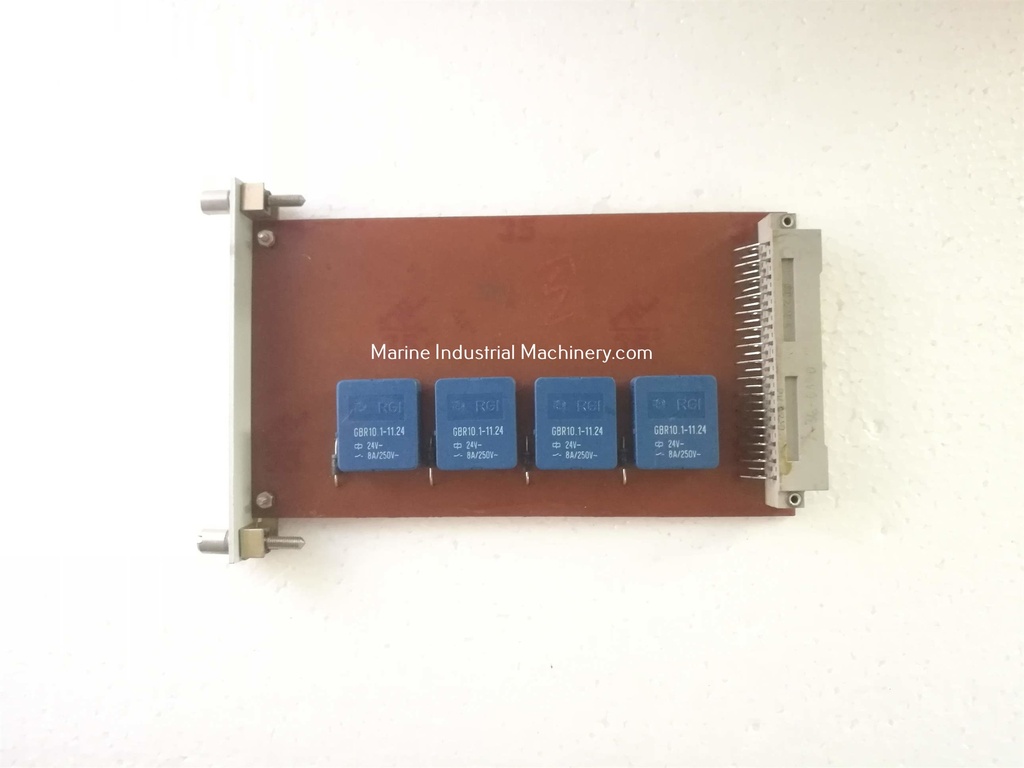 Marine Industrial Machinery.com
RGI
GBR10.1-11.24
24V~
8A/250V~
RGI
GBR10.1-11.24
24V~
8A/250V~
RGI
GBR10.1-11.24
24V~
8A/250V~
RGI
GBR10.1-11.24
24V~
8A/250V~